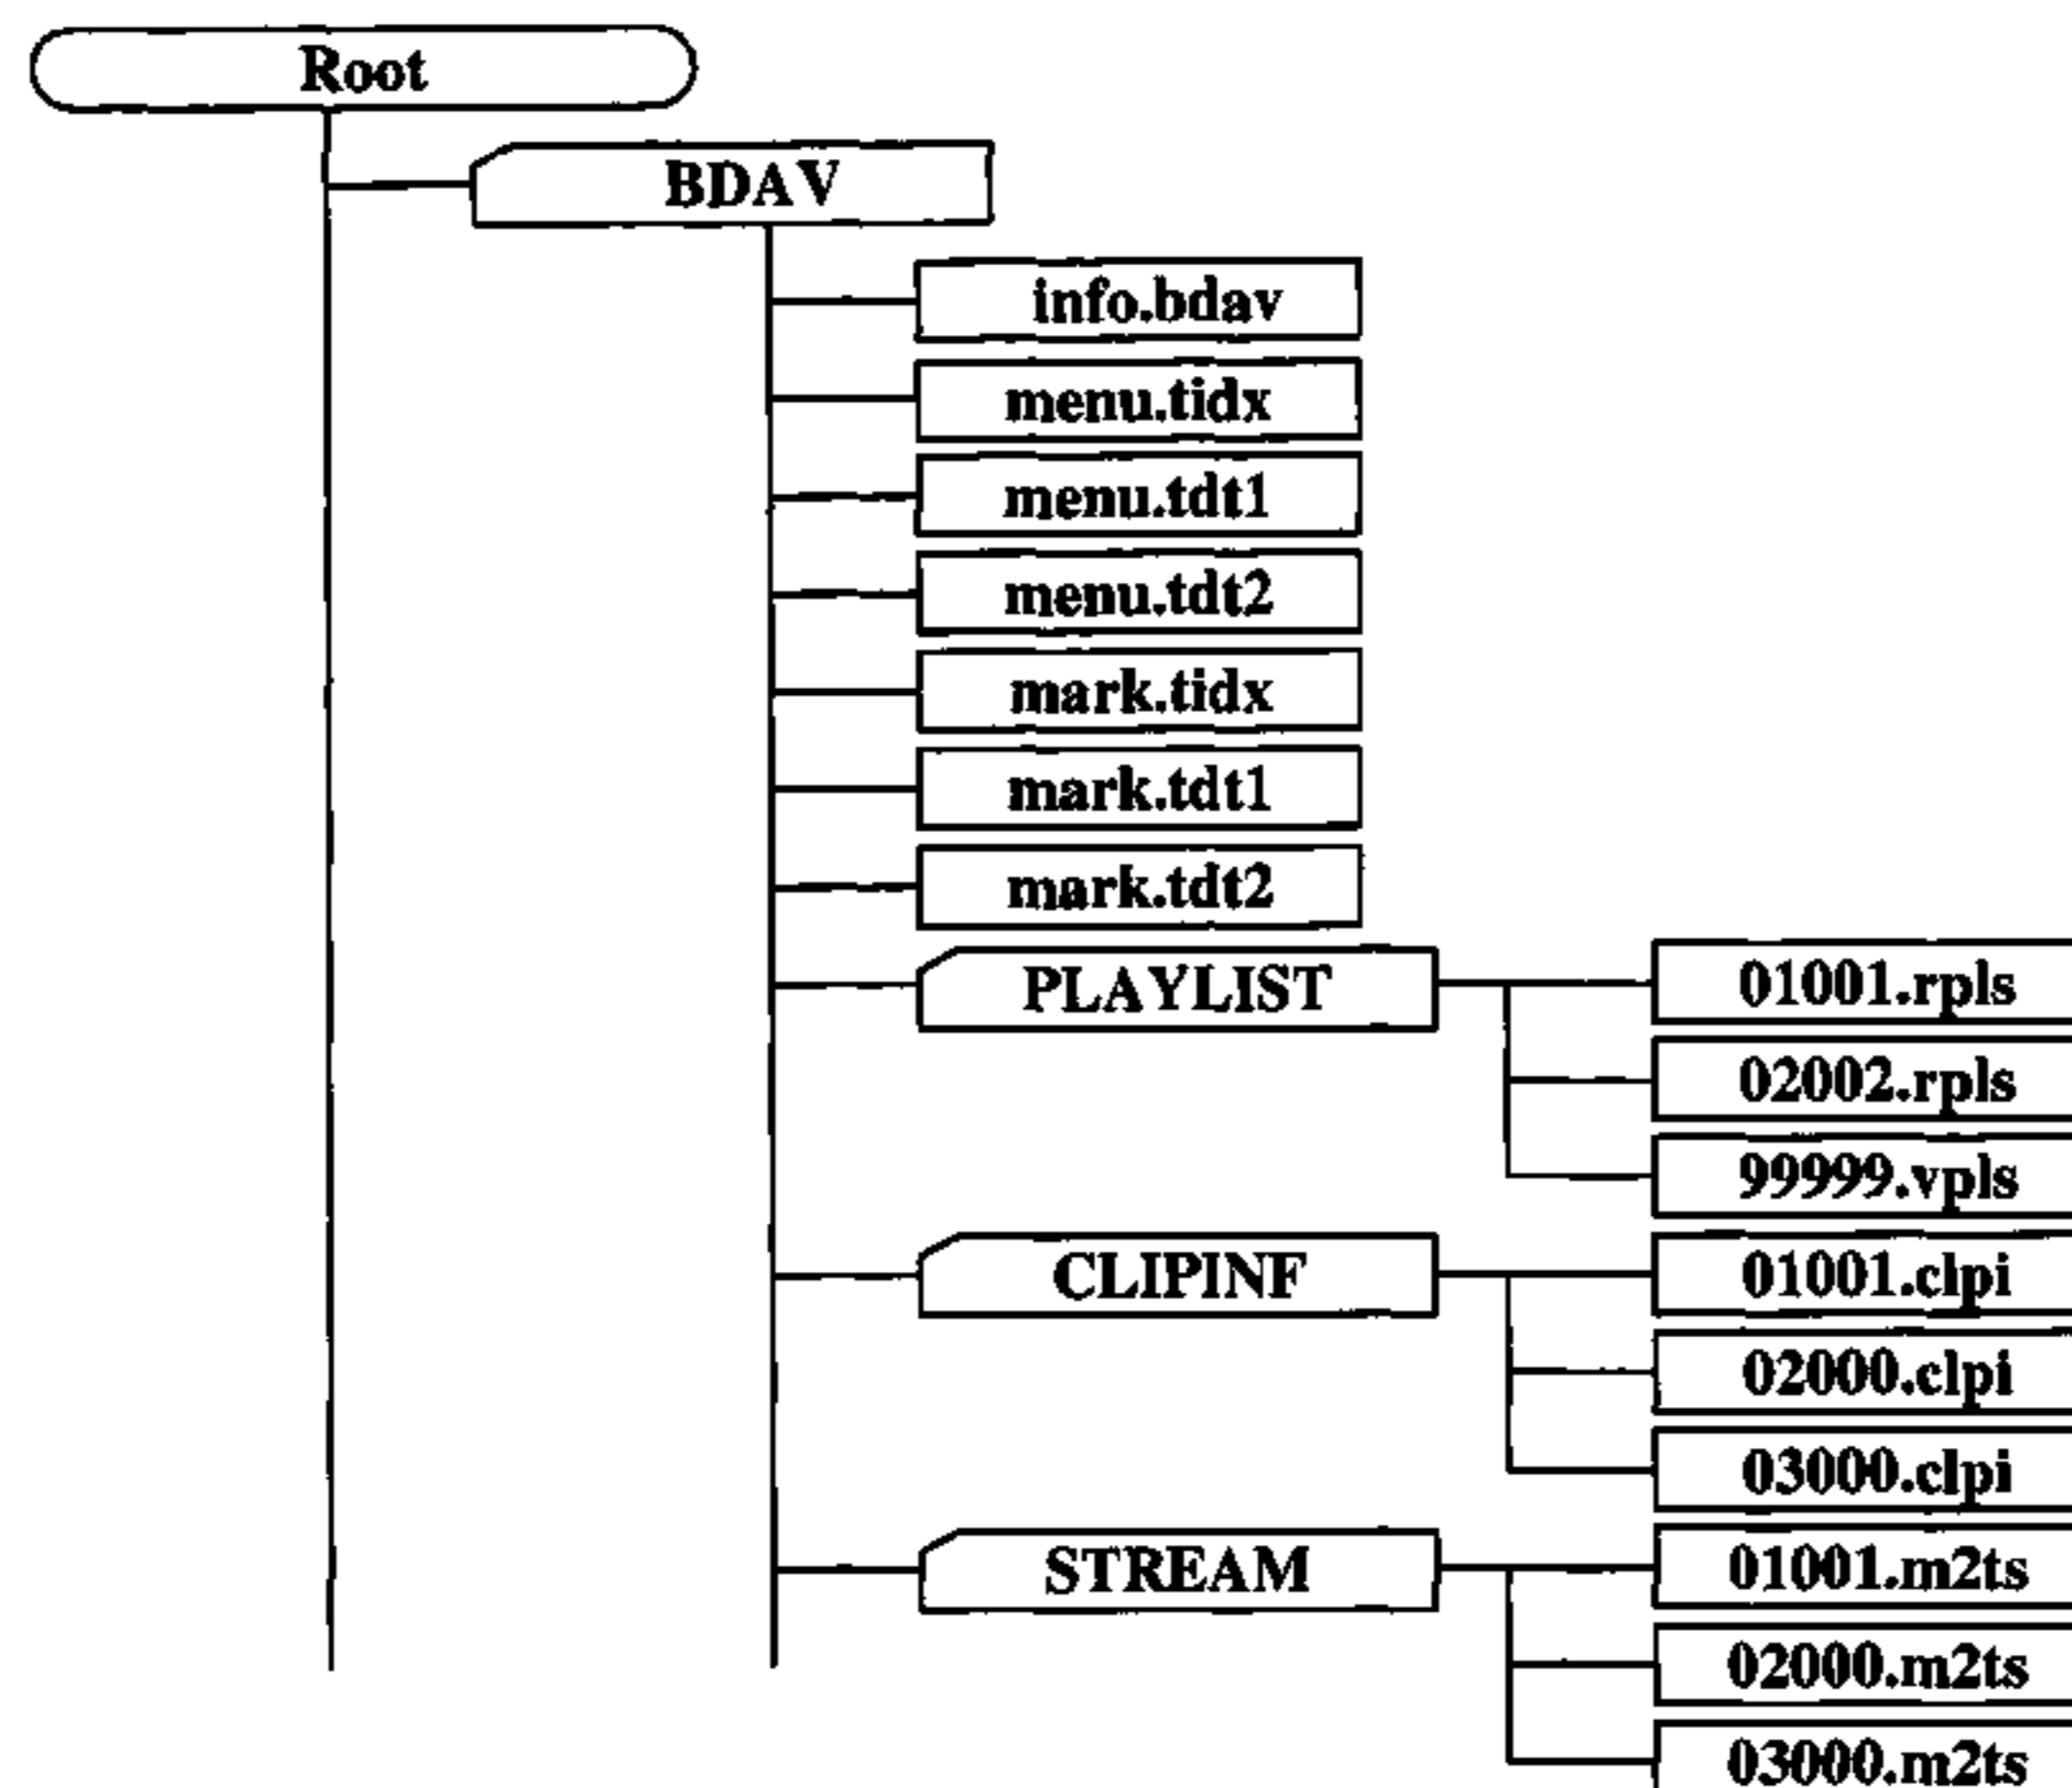 Root
BDAV
info.bdav
menu.tidx
menu.tdt1
menu.tdt2
mark.tidx
mark.tdt1
mark.tdt2
PLAYLIST
01001.rpls
02002.rpls
99999.vpls
CLIPINF
01001.clpi
02000.clpi
03000.clpi
STREAM
01001.m2ts
02000.m2ts
03000.m2ts